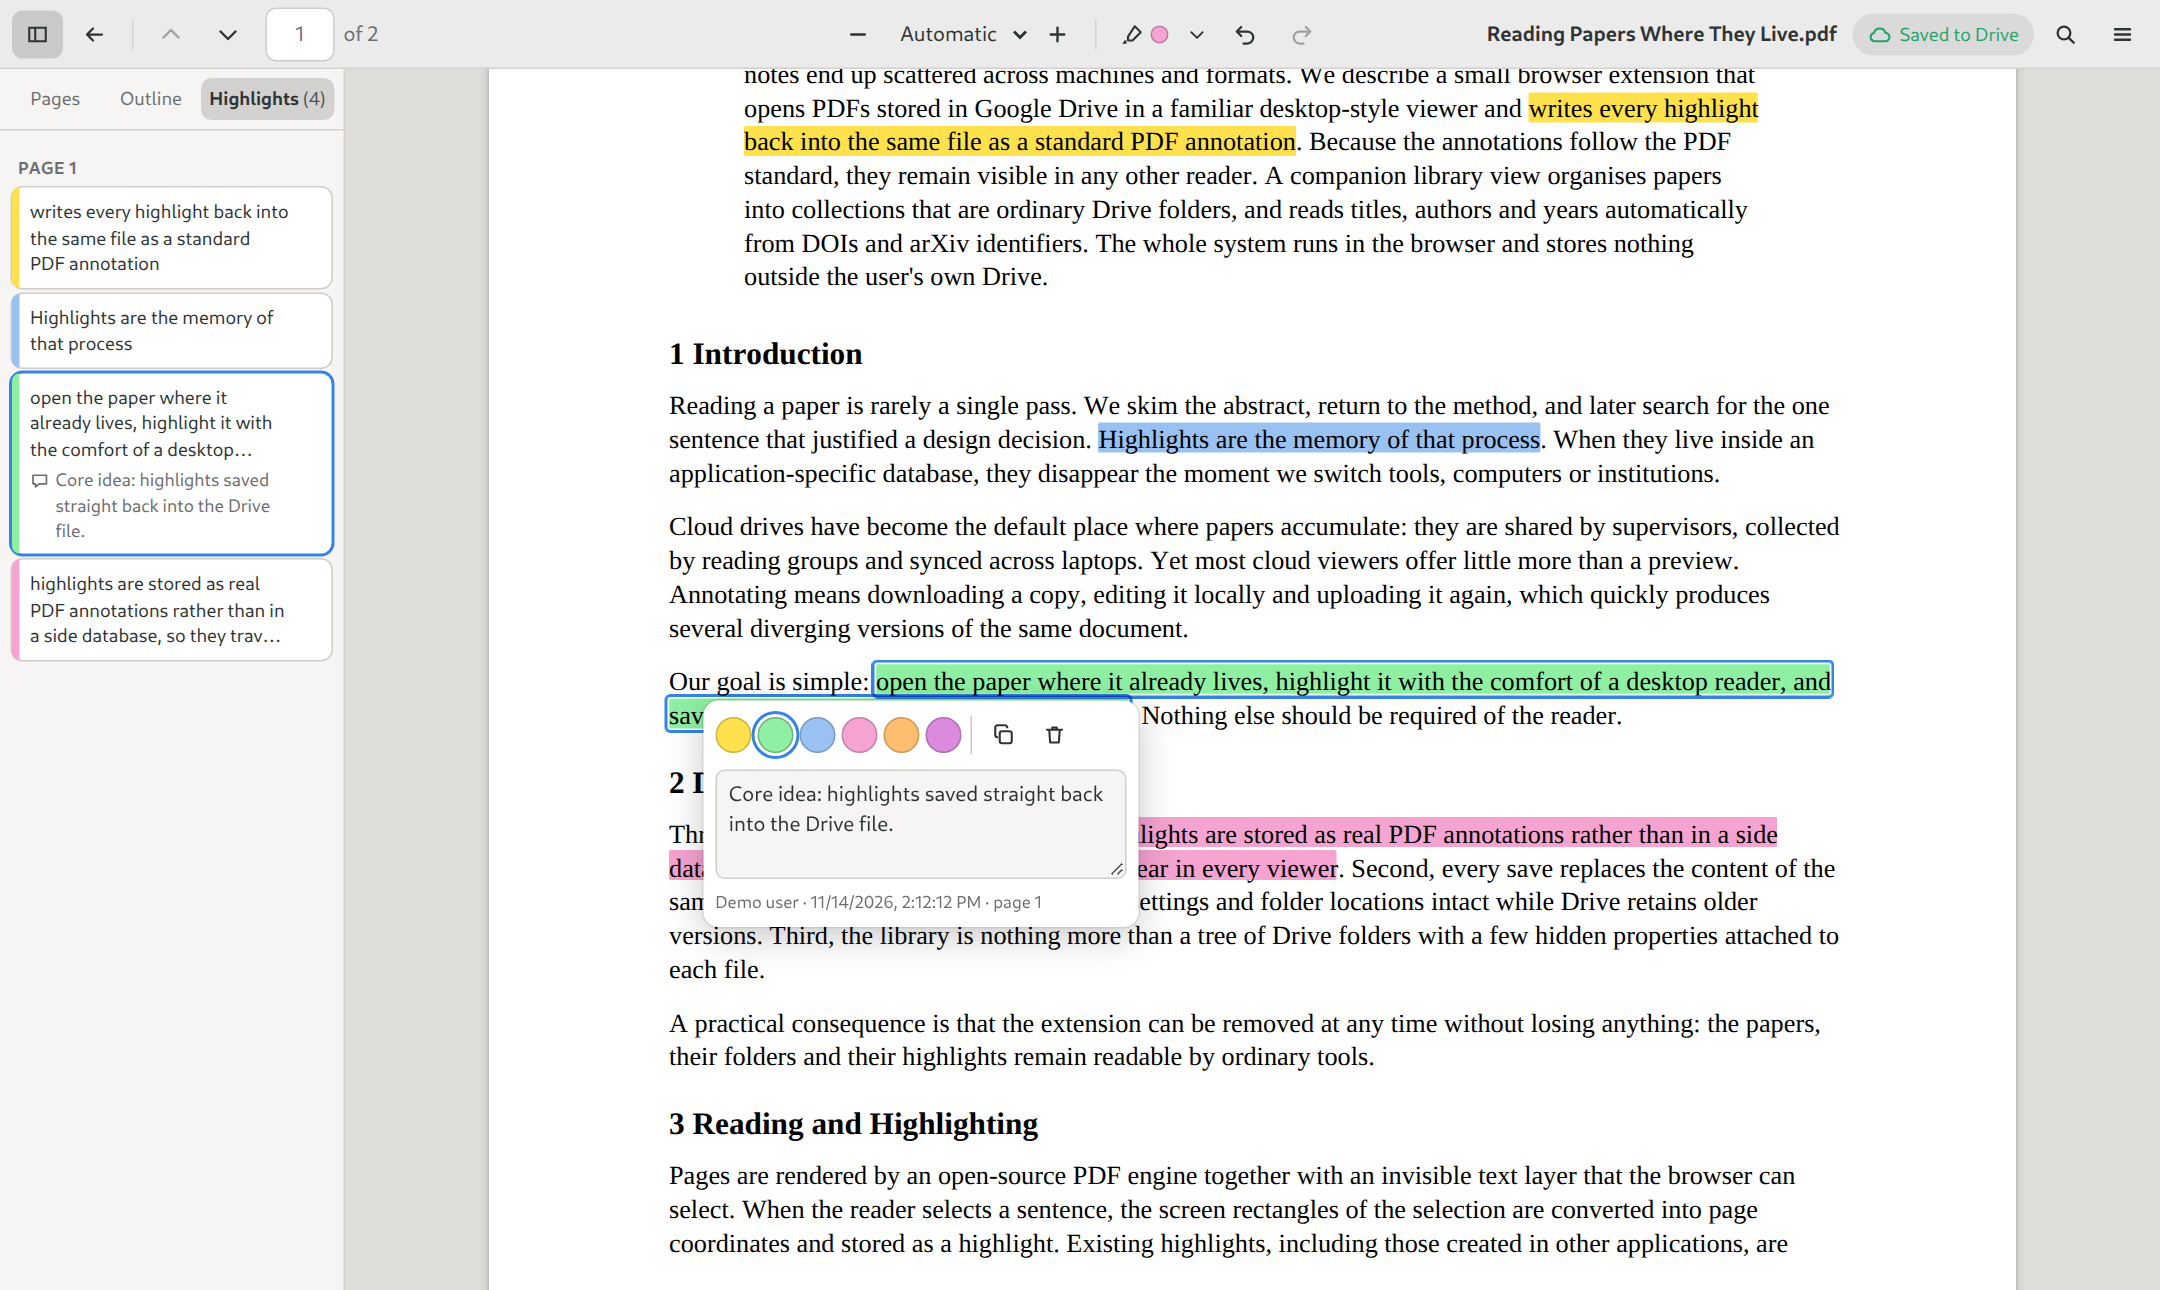 1
of 2
Automatic
Reading Papers Where They Live.pdf
Saved to Drive
Pages
Outline
Highlights (4)
PAGE 1
writes every highlight back into
the same file as a standard
PDF annotation
Highlights are the memory of
that process
open the paper where it
already lives, highlight it with
the comfort of a desktop…
Core idea: highlights saved
straight back into the Drive
file.
highlights are stored as real
PDF annotations rather than in
a side database, so they trav…
notes end up scattered across machines and formats. We describe a small browser extension that
opens PDFs stored in Google Drive in a familiar desktop-style viewer and writes every highlight
back into the same file as a standard PDF annotation. Because the annotations follow the PDF
standard, they remain visible in any other reader. A companion library view organises papers
into collections that are ordinary Drive folders, and reads titles, authors and years automatically
from DOIs and arXiv identifiers. The whole system runs in the browser and stores nothing
outside the user's own Drive.
1 Introduction
Reading a paper is rarely a single pass. We skim the abstract, return to the method, and later search for the one
sentence that justified a design decision. Highlights are the memory of that process. When they live inside an
application-specific database, they disappear the moment we switch tools, computers or institutions.
Cloud drives have become the default place where papers accumulate: they are shared by supervisors, collected
by reading groups and synced across laptops. Yet most cloud viewers offer little more than a preview.
Annotating means downloading a copy, editing it locally and uploading it again, which quickly produces
several diverging versions of the same document.
Our goal is simple: open the paper where it already lives, highlight it with the comfort of a desktop reader, and
sav Nothing else should be required of the reader.
2
Core idea: highlights saved straight back
into the Drive file.
Demo user · 11/14/2026, 2:12:12 PM · page 1
Thr lights are stored as real PDF annotations rather than in a side
data ear in every viewer. Second, every save replaces the content of the
sam ettings and folder locations intact while Drive retains older
versions. Third, the library is nothing more than a tree of Drive folders with a few hidden properties attached to
each file.
A practical consequence is that the extension can be removed at any time without losing anything: the papers,
their folders and their highlights remain readable by ordinary tools.
3 Reading and Highlighting
Pages are rendered by an open-source PDF engine together with an invisible text layer that the browser can
select. When the reader selects a sentence, the screen rectangles of the selection are converted into page
coordinates and stored as a highlight. Existing highlights, including those created in other applications, are